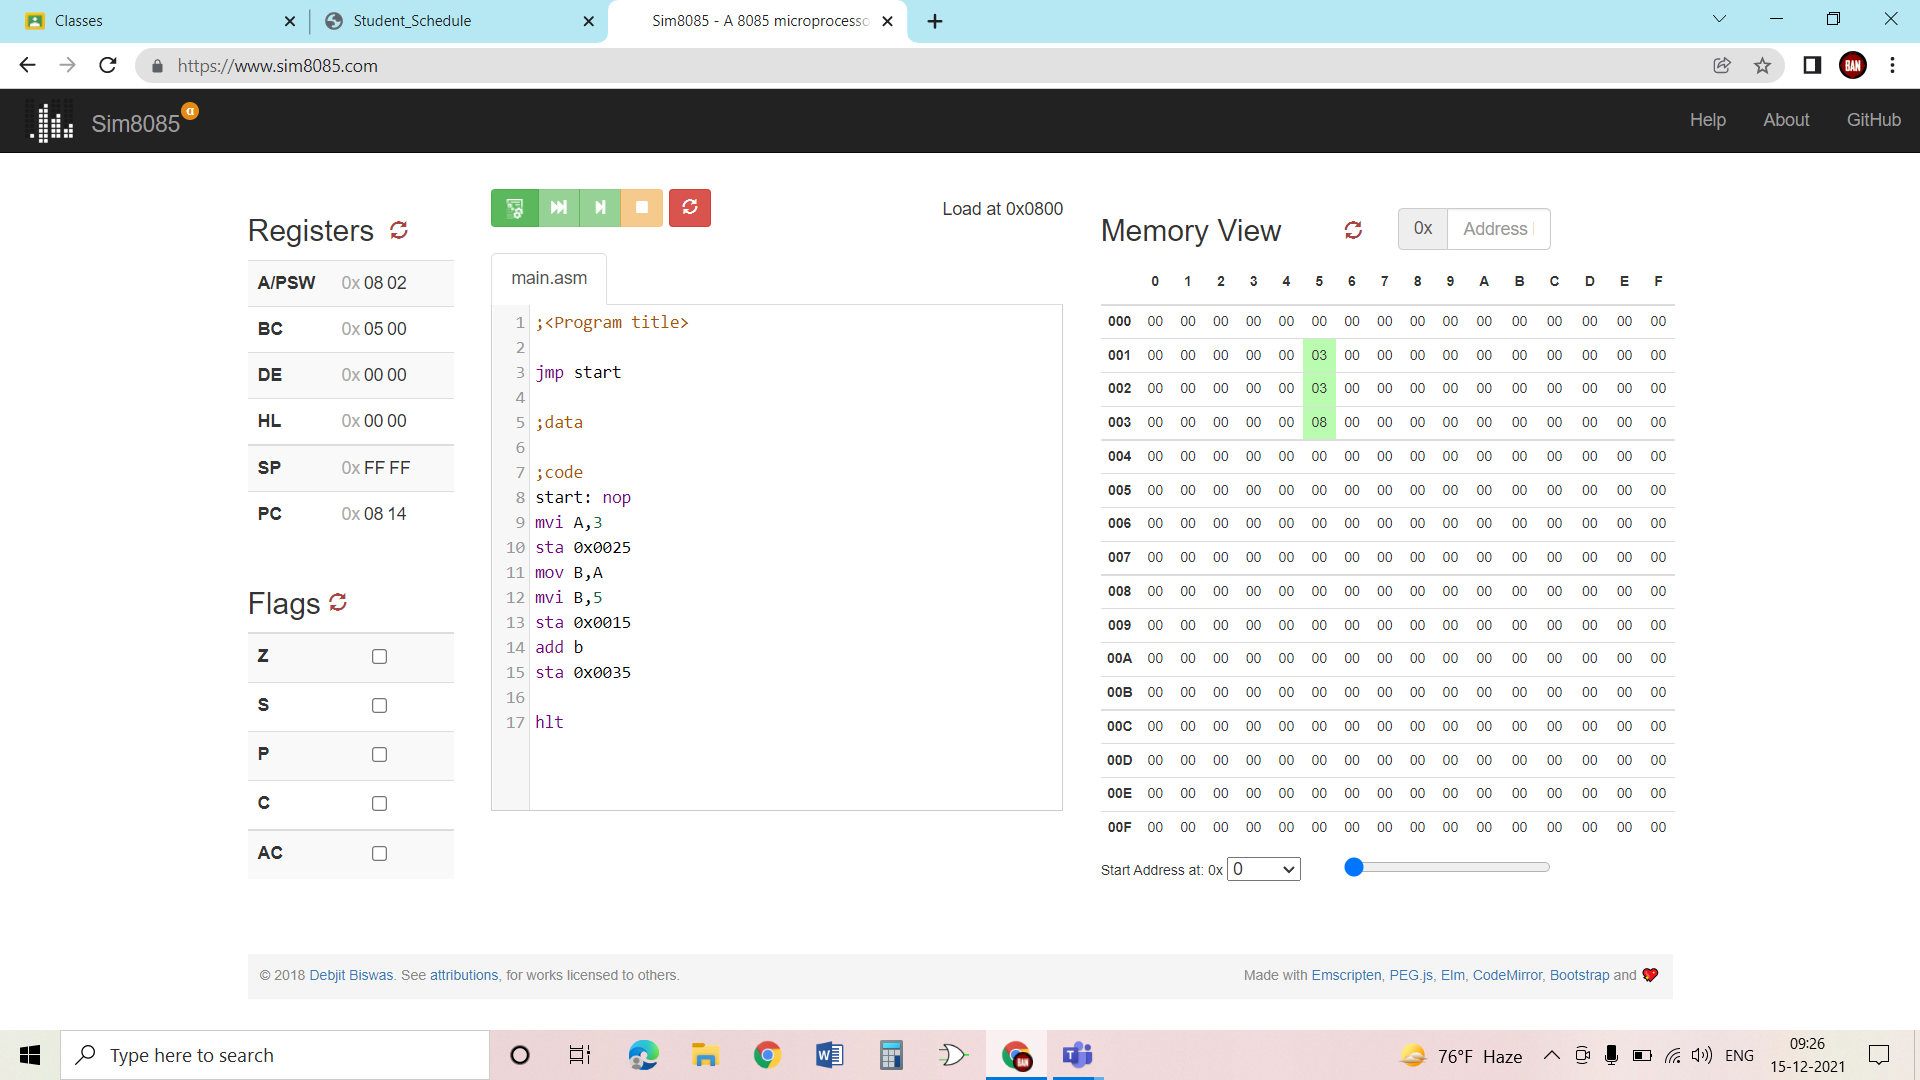 Classes
Student_Schedule
Sim8085 - A 8085 microprocesso
https://www.sim8085.com
BAN
Sim8085 α
Help About GitHub
Registers
A/PSW 0x 08 02
BC 0x 05 00
DE 0x 00 00
HL 0x 00 00
SP 0x FF FF
PC 0x 08 14
Flags
Z
S
P
C
AC
Load at 0x0800
main.asm
1 ;<Program title>
2
3 jmp start
4
5 ;data
6
7 ;code
8 start: nop
9 mvi A,3
10 sta 0x0025
11 mov B,A
12 mvi B,5
13 sta 0x0015
14 add b
15 sta 0x0035
16
17 hlt
Memory View 0x Address
0 1 2 3 4 5 6 7 8 9 A B C D E F
000 00 00 00 00 00 00 00 00 00 00 00 00 00 00 00 00
001 00 00 00 00 00 03 00 00 00 00 00 00 00 00 00 00
002 00 00 00 00 00 03 00 00 00 00 00 00 00 00 00 00
003 00 00 00 00 00 08 00 00 00 00 00 00 00 00 00 00
004 00 00 00 00 00 00 00 00 00 00 00 00 00 00 00 00
005 00 00 00 00 00 00 00 00 00 00 00 00 00 00 00 00
006 00 00 00 00 00 00 00 00 00 00 00 00 00 00 00 00
007 00 00 00 00 00 00 00 00 00 00 00 00 00 00 00 00
008 00 00 00 00 00 00 00 00 00 00 00 00 00 00 00 00
009 00 00 00 00 00 00 00 00 00 00 00 00 00 00 00 00
00A 00 00 00 00 00 00 00 00 00 00 00 00 00 00 00 00
00B 00 00 00 00 00 00 00 00 00 00 00 00 00 00 00 00
00C 00 00 00 00 00 00 00 00 00 00 00 00 00 00 00 00
00D 00 00 00 00 00 00 00 00 00 00 00 00 00 00 00 00
00E 00 00 00 00 00 00 00 00 00 00 00 00 00 00 00 00
00F 00 00 00 00 00 00 00 00 00 00 00 00 00 00 00 00
Start Address at: 0x 0
© 2018 Debjit Biswas. See attributions, for works licensed to others.
Made with Emscripten, PEG.js, Elm, CodeMirror, Bootstrap and
Type here to search
76°F Haze
ENG
09:26
15-12-2021